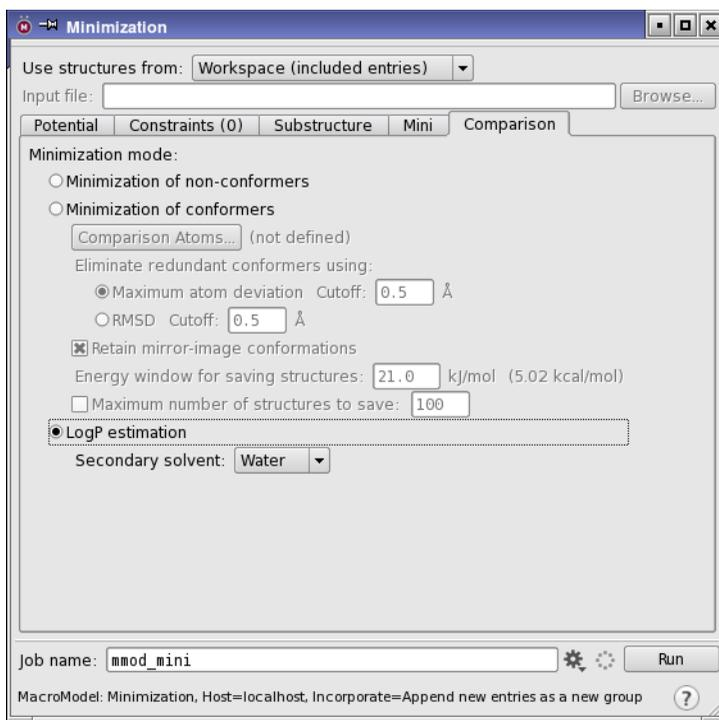 Minimization
Use structures from: Workspace (included entries)
Input file: Browse...
Potential Constraints (0) Substructure Mini Comparison
Minimization mode:
Minimization of non-conformers
Minimization of conformers
Comparison Atoms... (not defined)
Eliminate redundant conformers using:
Maximum atom deviation Cutoff: 0.5 Å
RMSD Cutoff: 0.5 Å
Retain mirror-image conformations
Energy window for saving structures: 21.0 kJ/mol (5.02 kcal/mol)
Maximum number of structures to save: 100
LogP estimation
Secondary solvent: Water
Job name: mmod_mini Run
MacroModel: Minimization, Host=localhost, Incorporate=Append new entries as a new group ?